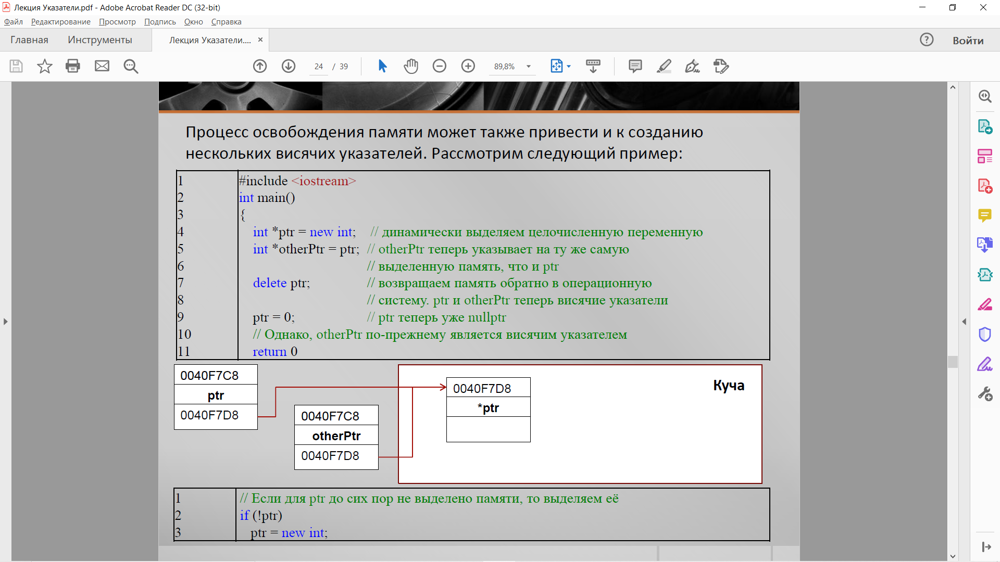 Лекция Указатели.pdf - Adobe Acrobat Reader DC (32-bit)
Файл Редактирование Просмотр Подпись Окно Справка
Главная Инструменты Лекция Указатели.... × Войти
24 / 39 89,8%
Процесс освобождения памяти может также привести и к созданию
нескольких висячих указателей. Рассмотрим следующий пример:
1 #include <iostream>
2 int main()
3 {
4 int *ptr = new int; // динамически выделяем целочисленную переменную
5 int *otherPtr = ptr; // otherPtr теперь указывает на ту же самую
6 // выделенную память, что и ptr
7 delete ptr; // возвращаем память обратно в операционную
8 // систему. ptr и otherPtr теперь висячие указатели
9 ptr = 0; // ptr теперь уже nullptr
10 // Однако, otherPtr по-прежнему является висячим указателем
11 return 0
0040F7C8
ptr
0040F7D8
0040F7C8
otherPtr
0040F7D8
0040F7D8
*ptr
Куча
1 // Если для ptr до сих пор не выделено памяти, то выделяем её
2 if (!ptr)
3 ptr = new int;